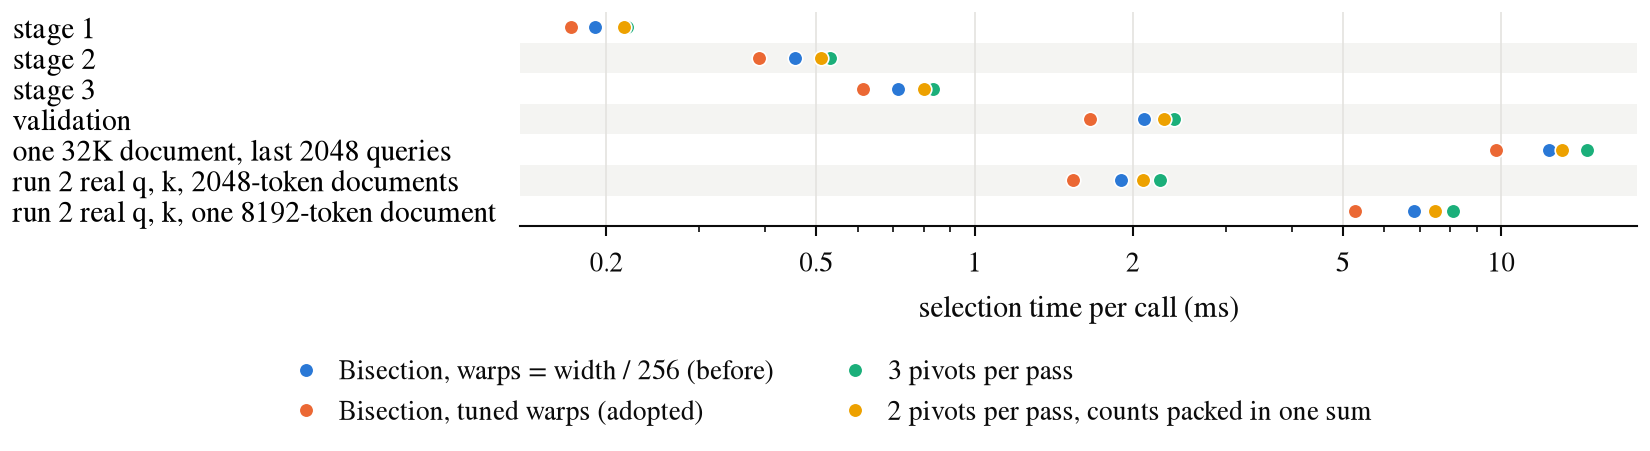 stage 1
stage 2
stage 3
validation
one 32K document, last 2048 queries
run 2 real q, k, 2048-token documents
run 2 real q, k, one 8192-token document
0.2 0.5 1 2 5 10
selection time per call (ms)
Bisection, warps = width / 256 (before)
Bisection, tuned warps (adopted)
3 pivots per pass
2 pivots per pass, counts packed in one sum